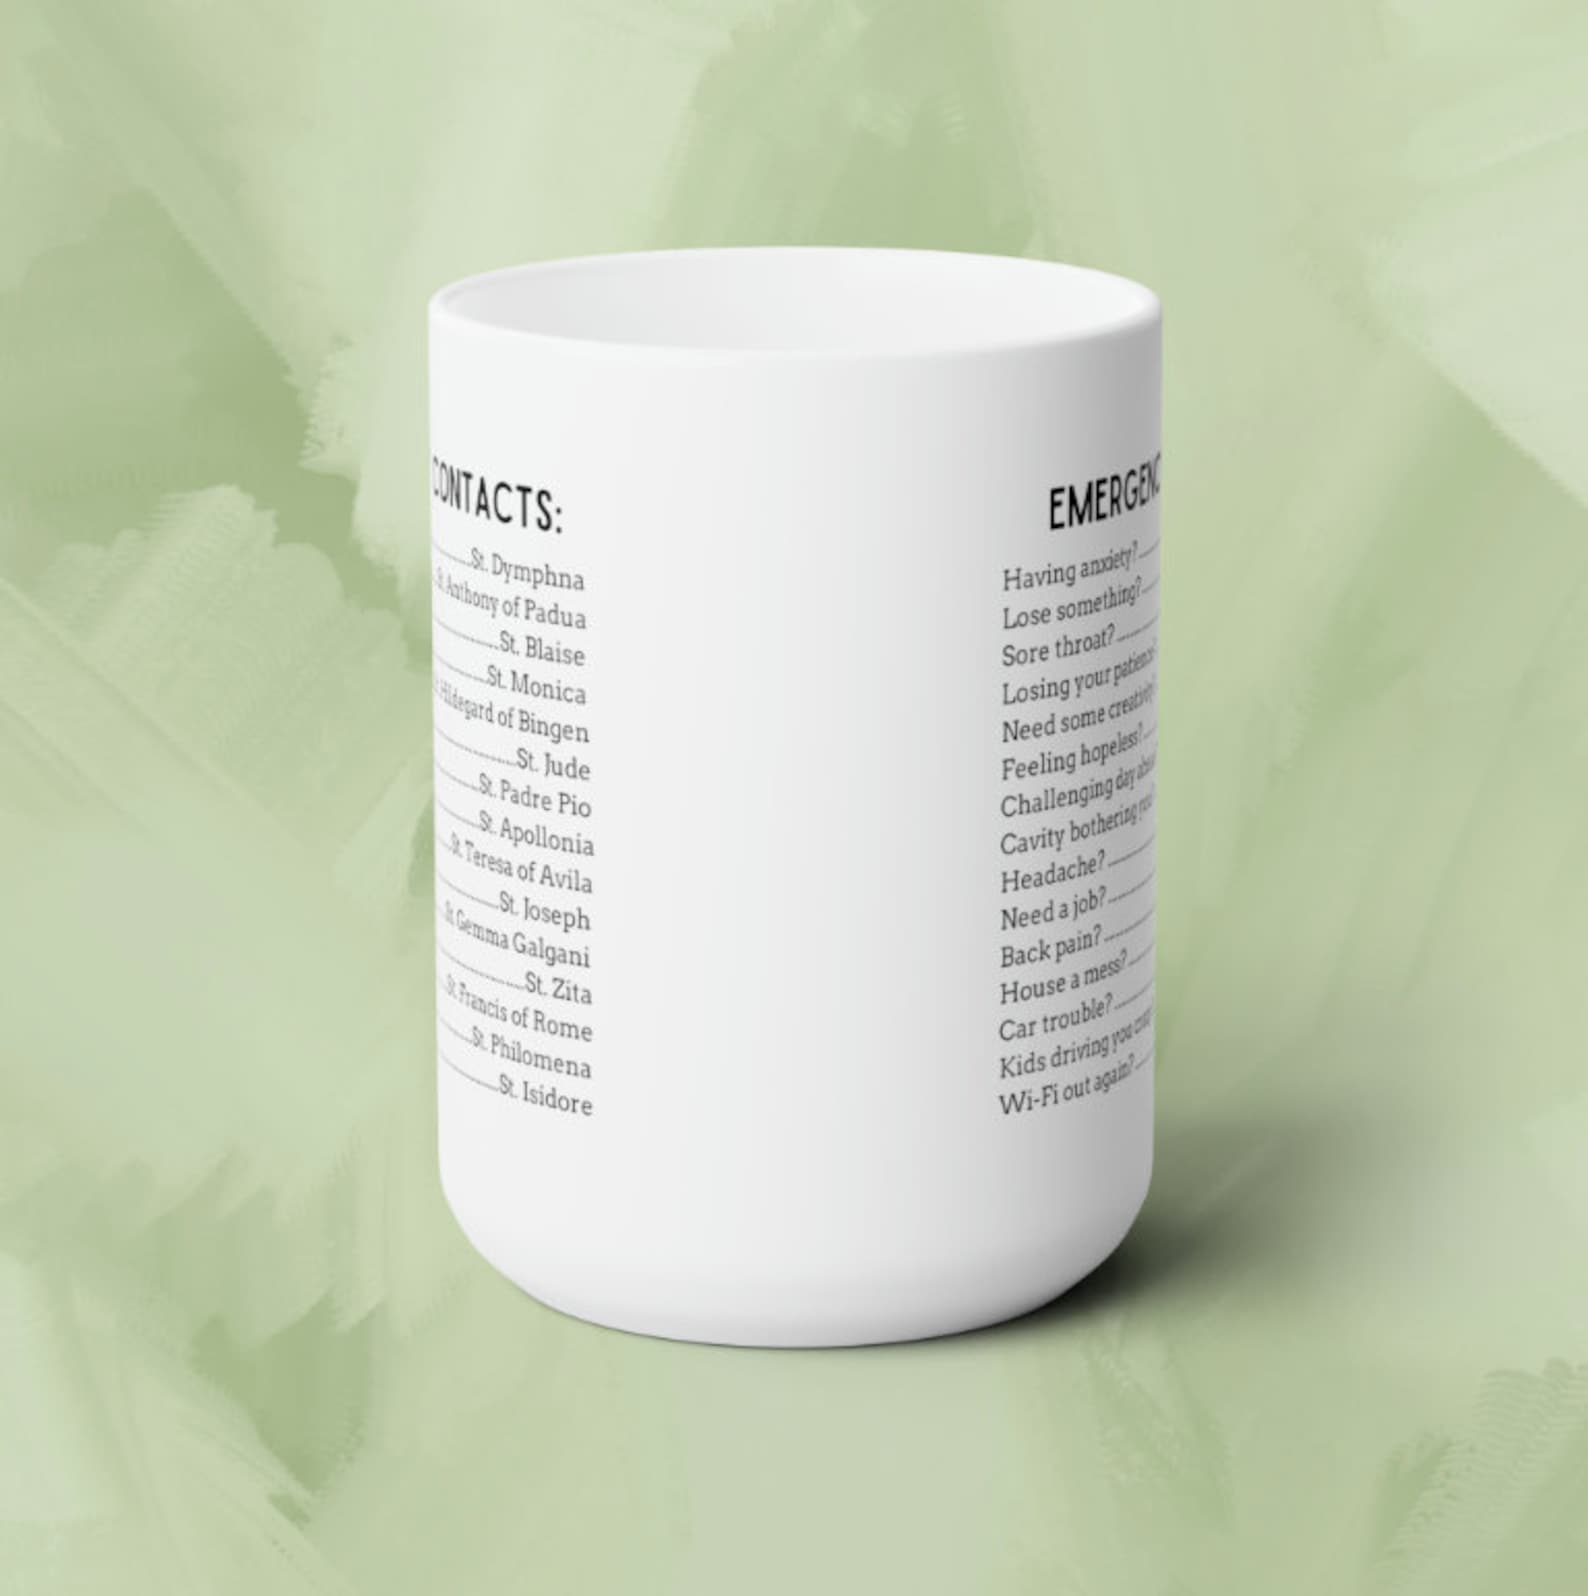 CONTACTS:
St. Dymphna
St. Anthony of Padua
St. Blaise
St. Monica
St. Hildegard of Bingen
St. Jude
St. Padre Pio
St. Apollonia
St. Teresa of Avila
St. Joseph
St. Gemma Galgani
St. Zita
St. Francis of Rome
St. Philomena
St. Isidore
EMERGENC
Having anxiety?
Lose something?
Sore throat?
Losing your patience
Need some creativity
Feeling hopeless?
Challenging day
Cavity bothering
Headache?
Need a job?
Back pain?
House a mess?
Car trouble?
Kids driving you
Wi-Fi out again?